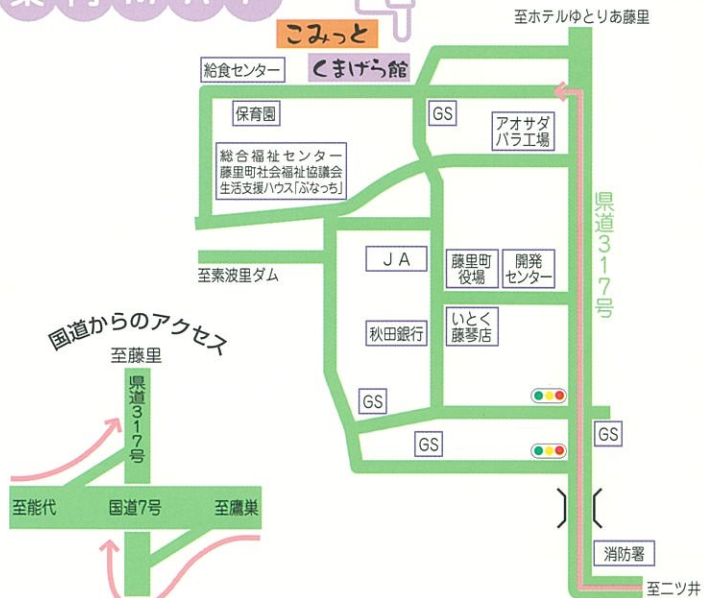 案内MAP
至ホテルゆとりあ藤里
こみっと
くまげら館
給食センター
保育園
GS
アオサダ
バラ工場
総合福祉センター
藤里町社会福祉協議会
生活支援ハウス「ぶなっち」
県道317号
JA
藤里町
役場
開発
センター
至素波里ダム
秋田銀行
いとく
藤琴店
GS
GS
GS
消防署
至二ツ井
国道からのアクセス
至藤里
県道317号
至能代
国道7号
至鷹巣